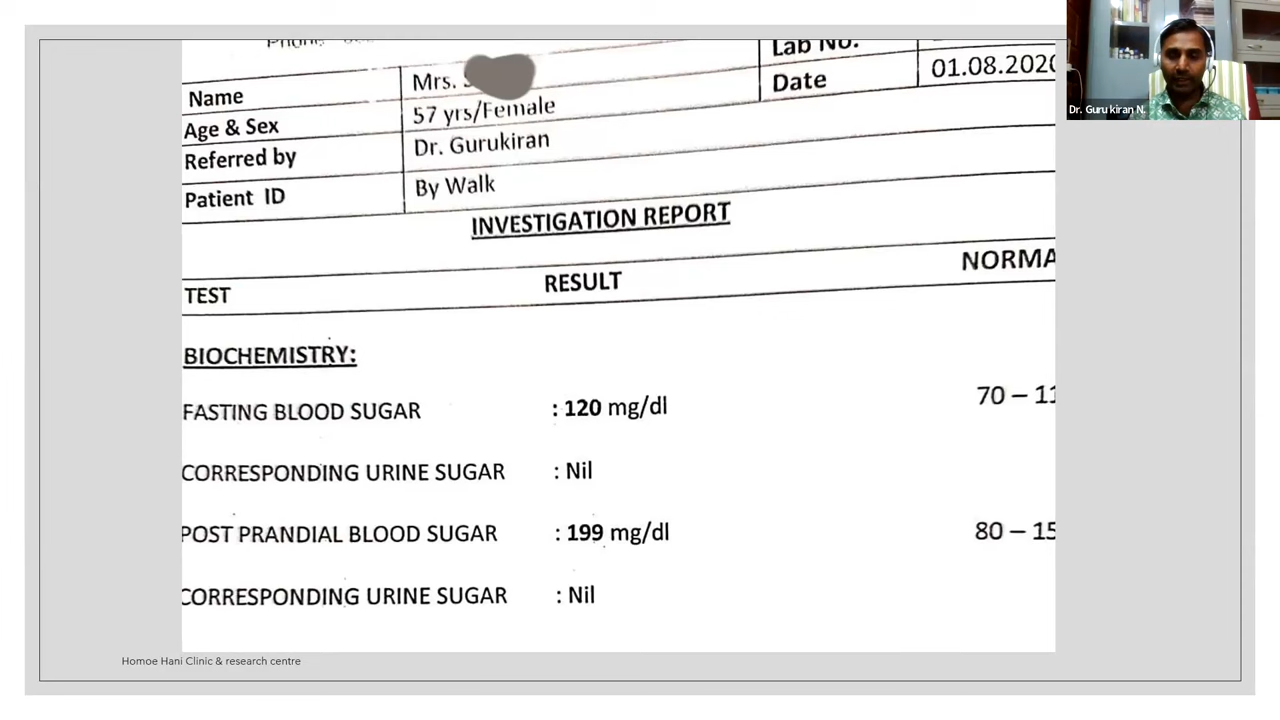 Lab No.
Name Mrs.
Date 01.08.2020
Age & Sex 57 yrs/Female
Referred by Dr. Gurukiran
Patient ID By Walk
INVESTIGATION REPORT
TEST RESULT NORMA
BIOCHEMISTRY:
FASTING BLOOD SUGAR : 120 mg/dl 70 – 11
CORRESPONDING URINE SUGAR : Nil
POST PRANDIAL BLOOD SUGAR : 199 mg/dl 80 – 15
CORRESPONDING URINE SUGAR : Nil
Homoe Hani Clinic & research centre
Dr. Guru kiran N.